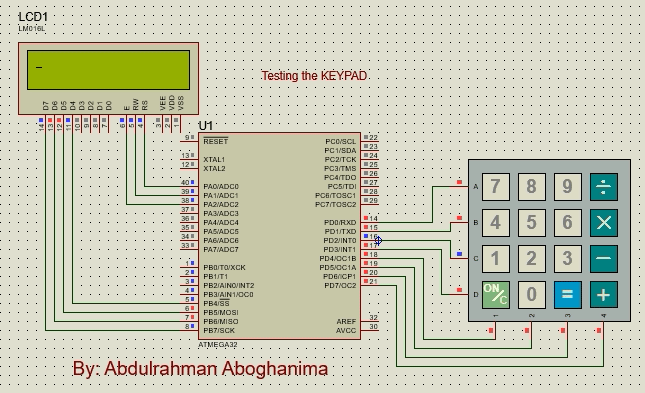 LCD1
LM016L
Testing the KEYPAD
D7 D6 D5 D4 D3 D2 D1 D0 E RW RS VEE VDD VSS
14 13 12 11 10 9 8 7 6 5 4 3 2 1
U1
9 RESET
13 XTAL1
12 XTAL2
40 PA0/ADC0
39 PA1/ADC1
38 PA2/ADC2
37 PA3/ADC3
36 PA4/ADC4
35 PA5/ADC5
34 PA6/ADC6
33 PA7/ADC7
1 PB0/T0/XCK
2 PB1/T1
3 PB2/AIN0/INT2
4 PB3/AIN1/OC0
5 PB4/SS
6 PB5/MOSI
7 PB6/MISO
8 PB7/SCK
PC0/SCL 22
PC1/SDA 23
PC2/TCK 24
PC3/TMS 25
PC4/TDO 26
PC5/TDI 27
PC6/TOSC1 28
PC7/TOSC2 29
PD0/RXD 14
PD1/TXD 15
PD2/INT0 16
PD3/INT1 17
PD4/OC1B 18
PD5/OC1A 19
PD6/ICP1 20
PD7/OC2 21
AREF 32
AVCC 30
ATMEGA32
A 7 8 9 ÷
B 4 5 6 ×
C 1 2 3 −
D ON/C 0 = +
1 2 3 4
By: Abdulrahman Aboghanima